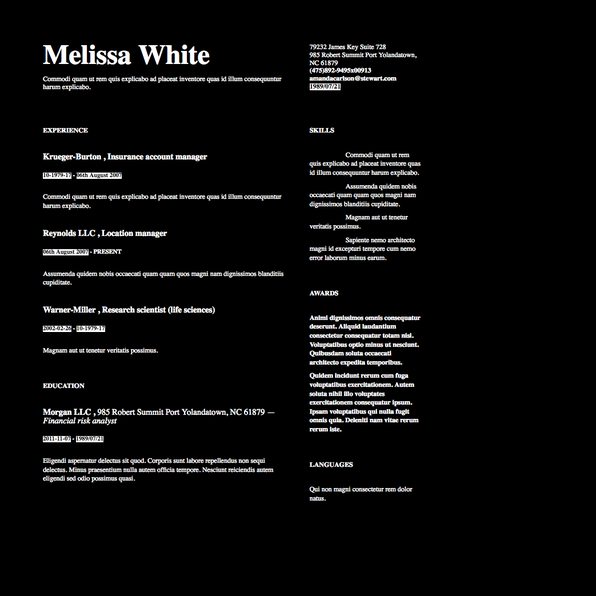 Melissa White
Commodi quam ut rem quis explicabo ad placeat inventore quas id illum consequuntur
harum explicabo.
79232 James Key Suite 728
985 Robert Summit Port Yolandatown,
NC 61879
(475)892-9495x00913
amandacarlson@stewart.com
1989/07/21
EXPERIENCE
Krueger-Burton , Insurance account manager
10-1979-17 - 06th August 2007
Commodi quam ut rem quis explicabo ad placeat inventore quas id illum consequuntur
harum explicabo.
Reynolds LLC , Location manager
06th August 2007 - PRESENT
Assumenda quidem nobis occaecati quam quam quos magni nam dignissimos blanditiis
cupiditate.
Warner-Miller , Research scientist (life sciences)
2002-02-26 - 10-1979-17
Magnam aut ut tenetur veritatis possimus.
EDUCATION
Morgan LLC , 985 Robert Summit Port Yolandatown, NC 61879 —
Financial risk analyst
2011-11-07 - 1989/07/21
Eligendi aspernatur delectus sit quod. Corporis sunt labore repellendus non sequi
delectus. Minus praesentium nulla autem officia tempore. Nesciunt reiciendis autem
eligendi sed odio possimus quasi.
SKILLS
Commodi quam ut rem
quis explicabo ad placeat inventore quas
id illum consequuntur harum explicabo.
Assumenda quidem nobis
occaecati quam quam quos magni nam
dignissimos blanditiis cupiditate.
Magnam aut ut tenetur
veritatis possimus.
Sapiente nemo architecto
magni id excepturi tempore cum nemo
error laborum minus earum.
AWARDS
Animi dignissimos omnis consequatur
deserunt. Aliquid laudantium
consectetur consequatur totam nisi.
Voluptatibus optio minus ut nesciunt.
Quibusdam soluta occaecati
architecto expedita temporibus.
Quidem incidunt rerum cum fuga
voluptatibus exercitationem. Autem
soluta nihil illo voluptates
exercitationem consequatur ipsum.
Ipsam voluptatibus qui nulla fugit
omnis quia. Deleniti nam vitae rerum
rerum iste.
LANGUAGES
Qui non magni consectetur rem dolor
natus.